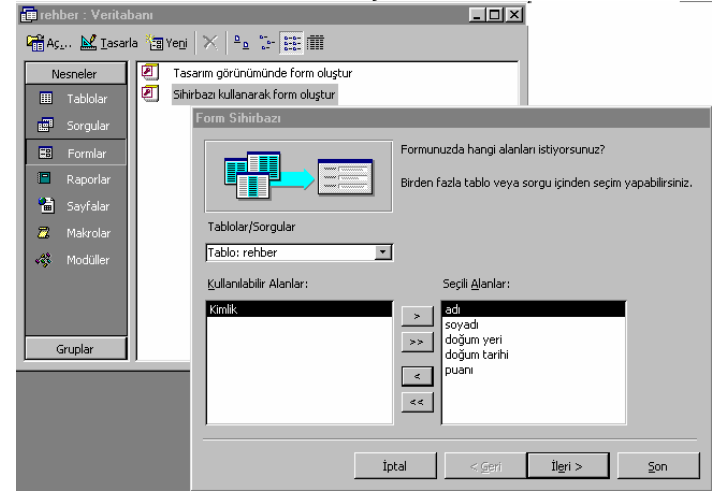 rehber : Veritabanı
Aç... Tasarla Yeni
Nesneler
Tablolar
Sorgular
Formlar
Raporlar
Sayfalar
Makrolar
Modüller
Gruplar
Tasarım görünümünde form oluştur
Sihirbazı kullanarak form oluştur
Form Sihirbazı
Formunuzda hangi alanları istiyorsunuz?
Birden fazla tablo veya sorgu içinden seçim yapabilirsiniz.
Tablolar/Sorgular
Tablo: rehber
Kullanılabilir Alanlar:
Kimlik
>
>>
<
<<
Seçili Alanlar:
adı
soyadı
doğum yeri
doğum tarihi
puanı
İptal
< Geri
İleri >
Son